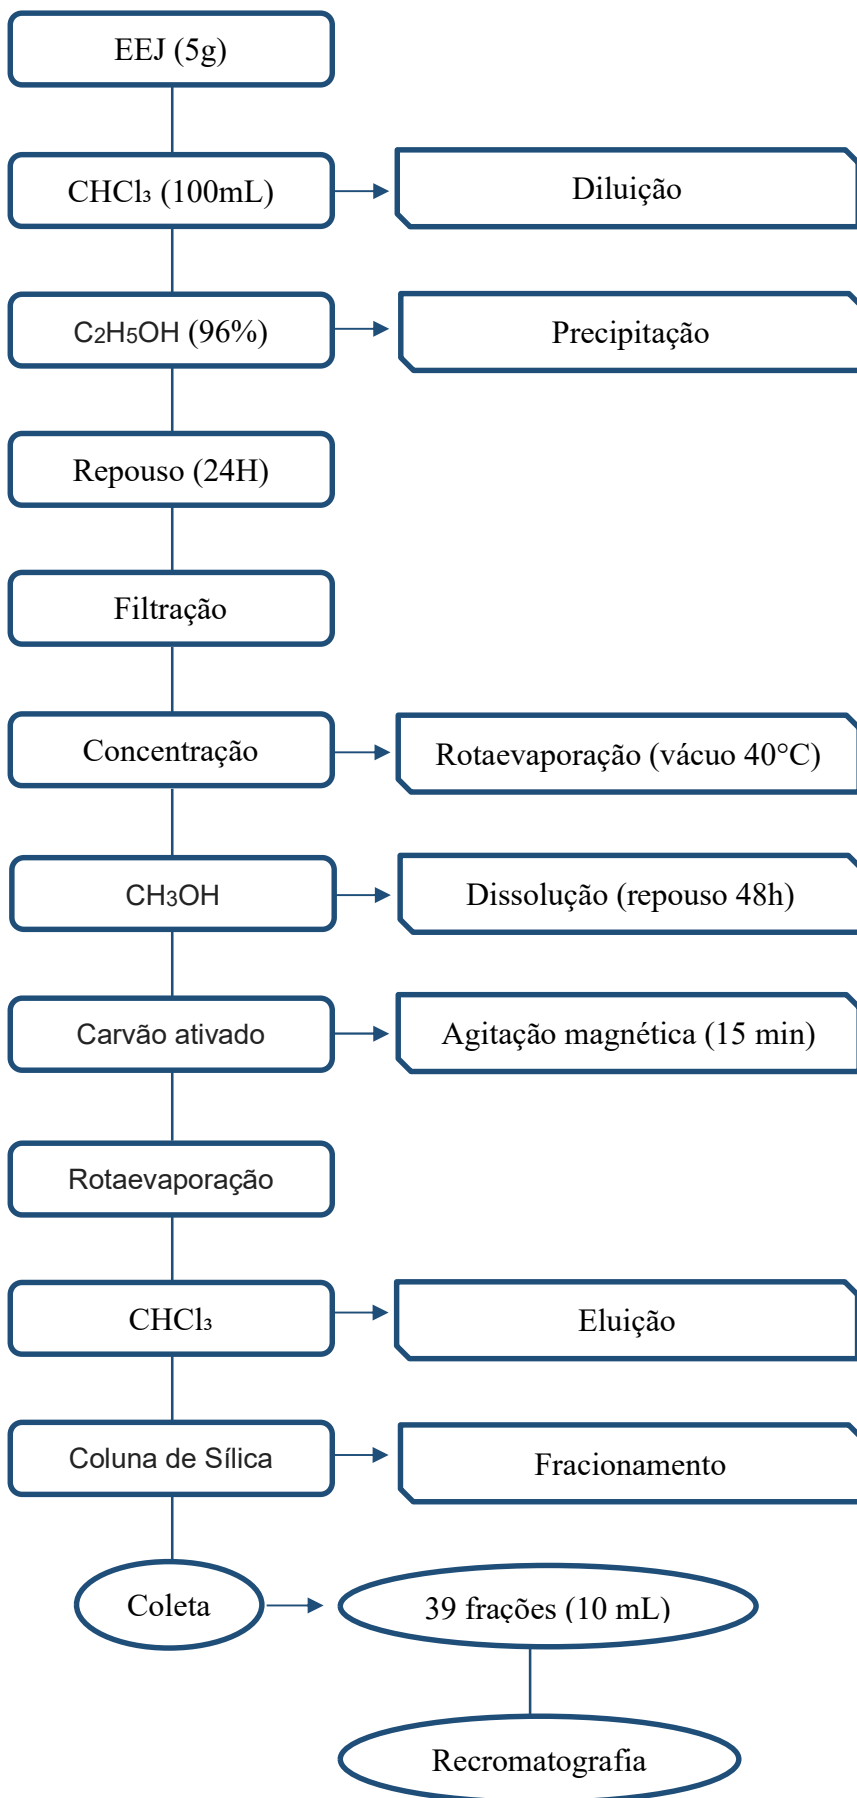 EEJ (5g)
CHCl₃ (100mL)
Diluição
C₂H₅OH (96%)
Precipitação
Repouso (24H)
Filtração
Concentração
Rotaevaporação (vácuo 40°C)
CH₃OH
Dissolução (repouso 48h)
Carvão ativado
Agitação magnética (15 min)
Rotaevaporação
CHCl₃
Eluição
Coluna de Sílica
Fracionamento
Coleta
39 frações (10 mL)
Recromatografia